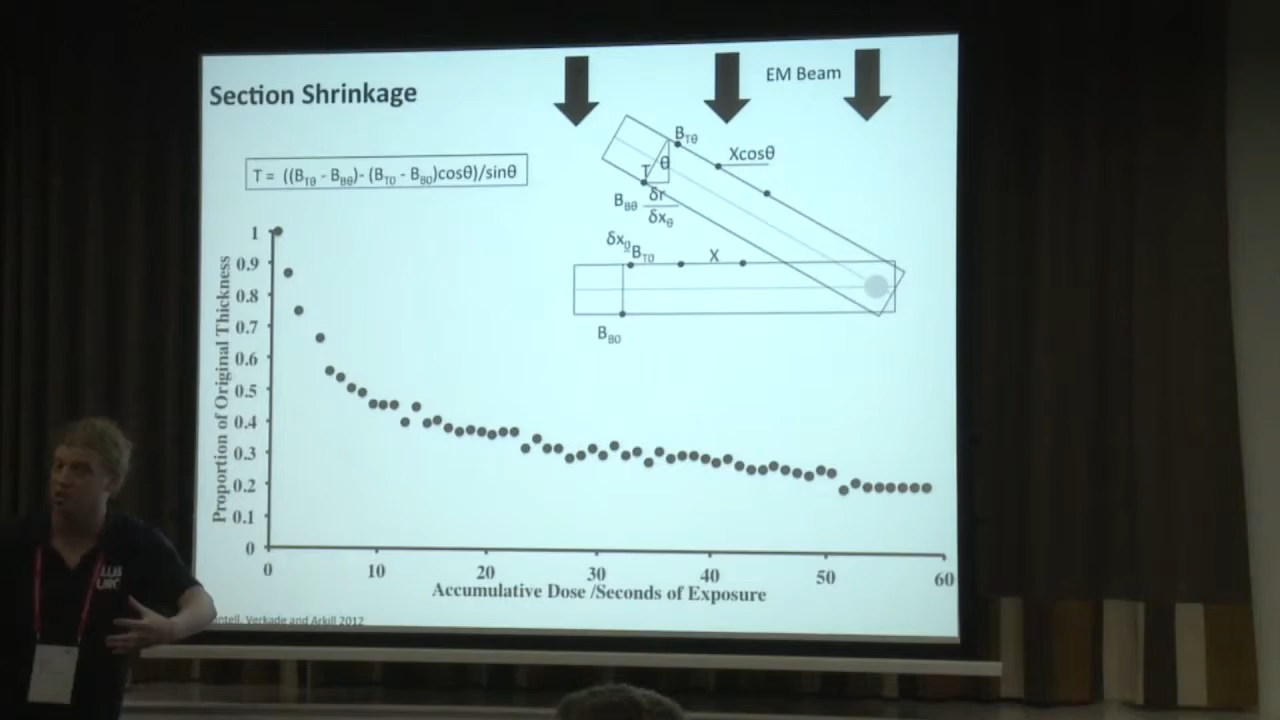 Section Shrinkage
EM Beam
T = ((BTθ - BBθ)- (BT0 - BB0)cosθ)/sinθ
BTθ
Xcosθ
T θ
BBθ
δr
δxθ
δx0
BT0
X
BB0
Proportion of Original Thickness
1
0.9
0.8
0.7
0.6
0.5
0.4
0.3
0.2
0.1
0
0 10 20 30 40 50 60
Accumulative Dose /Seconds of Exposure
Verkade and Arkill 2012